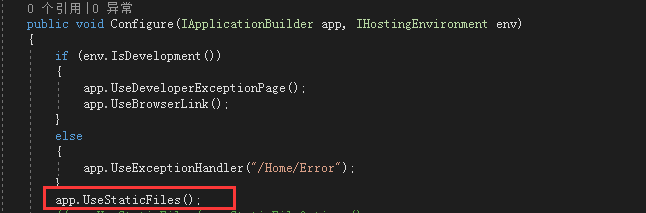 0 个引用|0 异常
public void Configure(IApplicationBuilder app, IHostingEnvironment env)
{
if (env.IsDevelopment())
{
app.UseDeveloperExceptionPage();
app.UseBrowserLink();
}
else
{
app.UseExceptionHandler("/Home/Error");
}
app.UseStaticFiles();